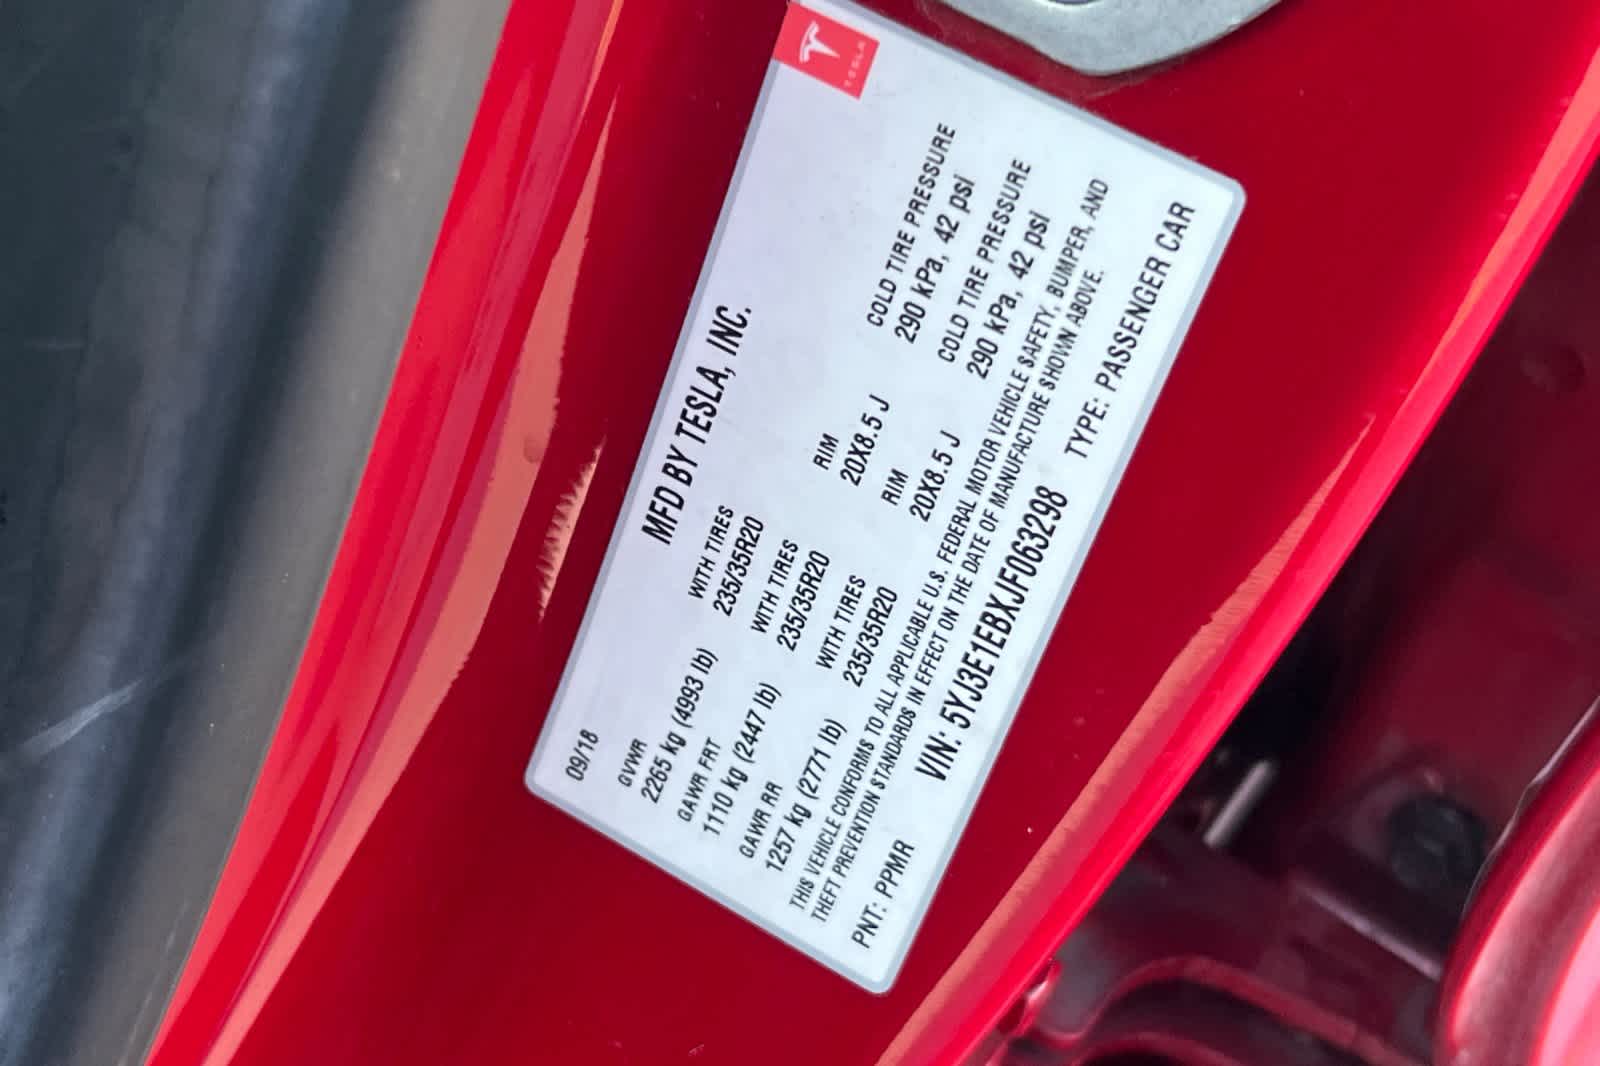 TESLA
MFD BY TESLA, INC.
09/18
GVWR WITH TIRES RIM COLD TIRE PRESSURE
2265 kg (4993 lb) 235/35R20 20X8.5 J 290 kPa, 42 psi
GAWR FRT WITH TIRES RIM COLD TIRE PRESSURE
1110 kg (2447 lb) 235/35R20 20X8.5 J 290 kPa, 42 psi
GAWR RR WITH TIRES
1257 kg (2771 lb) 235/35R20
THIS VEHICLE CONFORMS TO ALL APPLICABLE U.S. FEDERAL MOTOR VEHICLE SAFETY, BUMPER, AND
THEFT PREVENTION STANDARDS IN EFFECT ON THE DATE OF MANUFACTURE SHOWN ABOVE.
PNT: PPMR VIN: 5YJ3E1EBXJF063298 TYPE: PASSENGER CAR